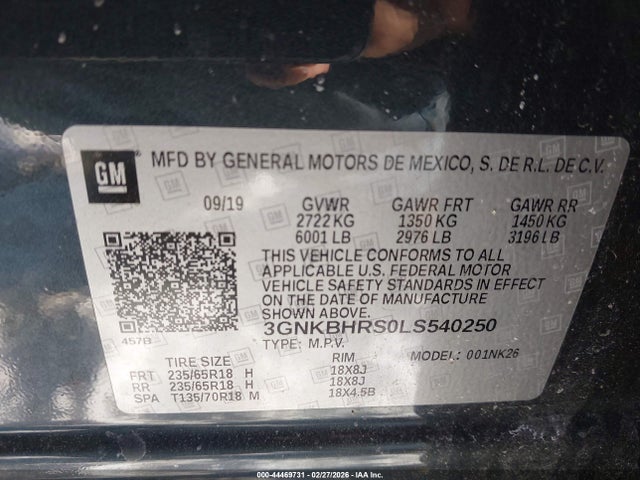 GM
MFD BY GENERAL MOTORS DE MEXICO, S. DE R.L. DE C.V.
09/19 GVWR GAWR FRT GAWR RR
2722 KG 1350 KG 1450 KG
6001 LB 2976 LB 3196 LB
THIS VEHICLE CONFORMS TO ALL
APPLICABLE U.S. FEDERAL MOTOR
VEHICLE SAFETY STANDARDS IN EFFECT
ON THE DATE OF MANUFACTURE
SHOWN ABOVE.
3GNKBHRS0LS540250
457B
TYPE: M.P.V. MODEL: 001NK26
TIRE SIZE RIM
FRT 235/65R18 H 18X8J
RR 235/65R18 H 18X8J
SPA T135/70R18 M 18X4.5B
000-44469731 - 02/27/2026 - IAA Inc.